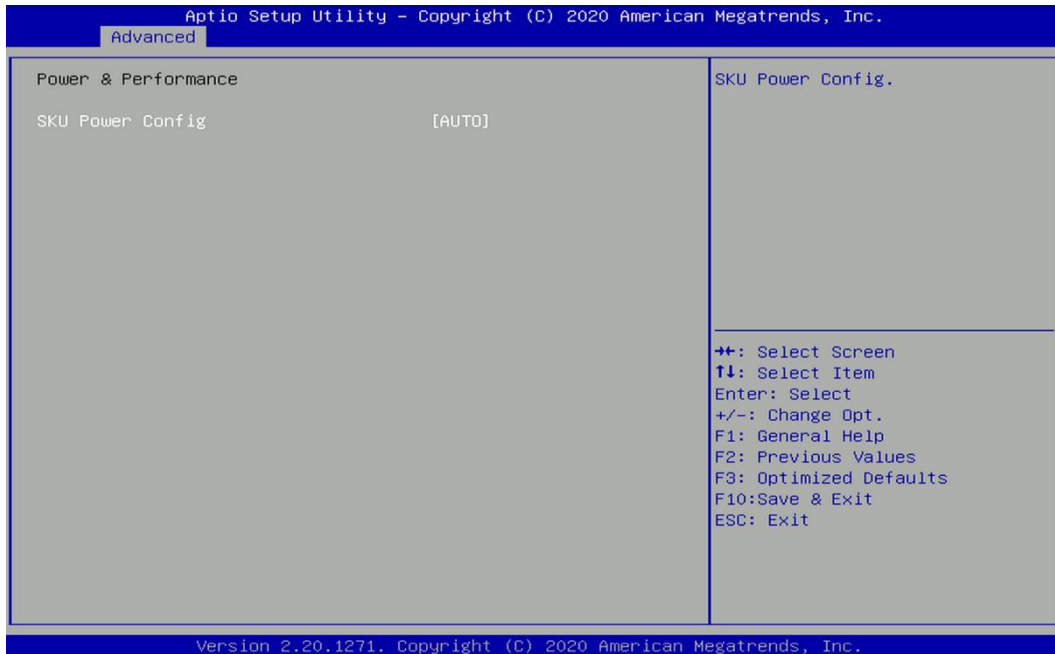 Aptio Setup Utility – Copyright (C) 2020 American Megatrends, Inc.
Advanced
Power & Performance
SKU Power Config [AUTO]
SKU Power Config.
→←: Select Screen
↑↓: Select Item
Enter: Select
+/-: Change Opt.
F1: General Help
F2: Previous Values
F3: Optimized Defaults
F10:Save & Exit
ESC: Exit
Version 2.20.1271. Copyright (C) 2020 American Megatrends, Inc.